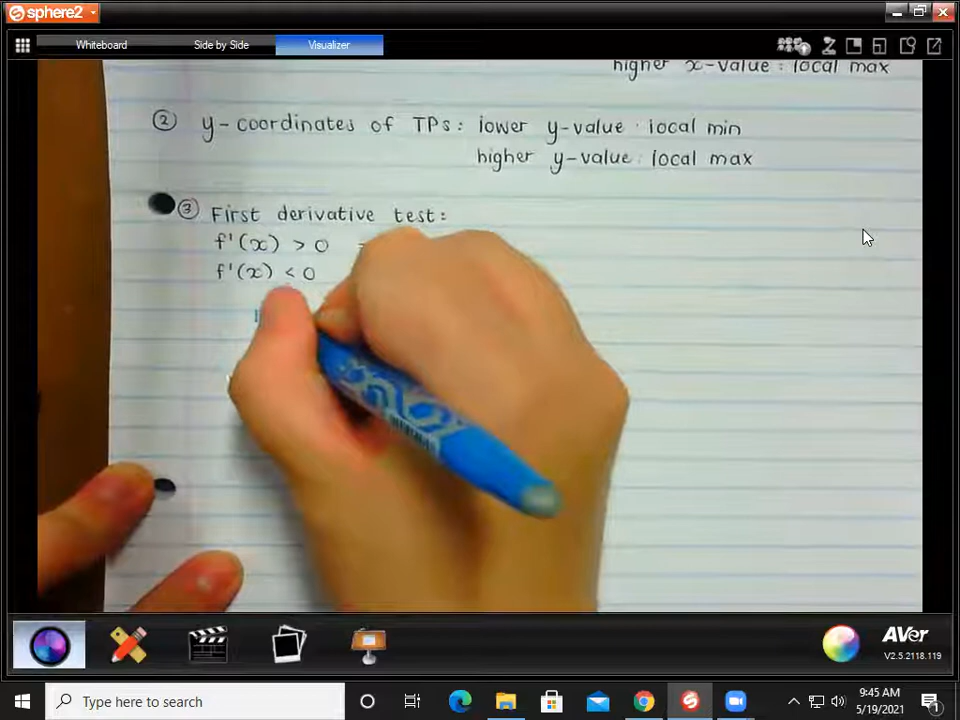 sphere2
Whiteboard
Side by Side
Visualizer
higher x-value : local max
② y-coordinates of TPs : lower y-value : local min
higher y-value : local max
③ First derivative test :
f'(x) > 0
f'(x) < 0
AVer
V2.5.2118.119
Type here to search
9:45 AM
5/19/2021
1